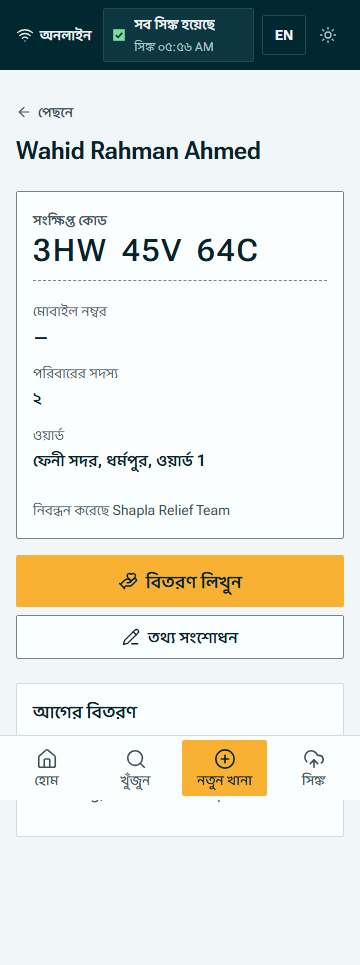 অনলাইন
সব সিঙ্ক হয়েছে
সিঙ্ক ০৫:৫৬ AM
EN
পেছনে
Wahid Rahman Ahmed
সংক্ষিপ্ত কোড
3HW 45V 64C
মোবাইল নম্বর
—
পরিবারের সদস্য
২
ওয়ার্ড
ফেনী সদর, ধর্মপুর, ওয়ার্ড 1
নিবন্ধন করেছে Shapla Relief Team
বিতরণ লিখুন
তথ্য সংশোধন
আগের বিতরণ
হোম
খুঁজুন
নতুন খানা
সিঙ্ক